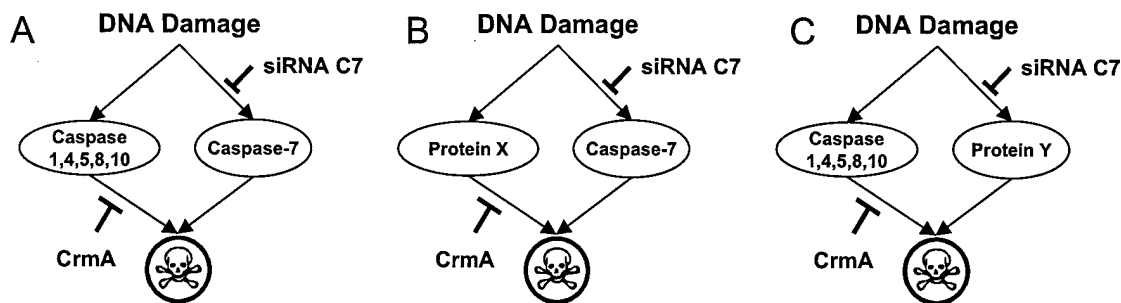 A
DNA Damage
siRNA C7
Caspase
1,4,5,8,10
Caspase-7
CrmA
B
DNA Damage
siRNA C7
Protein X
Caspase-7
CrmA
C
DNA Damage
siRNA C7
Caspase
1,4,5,8,10
Protein Y
CrmA